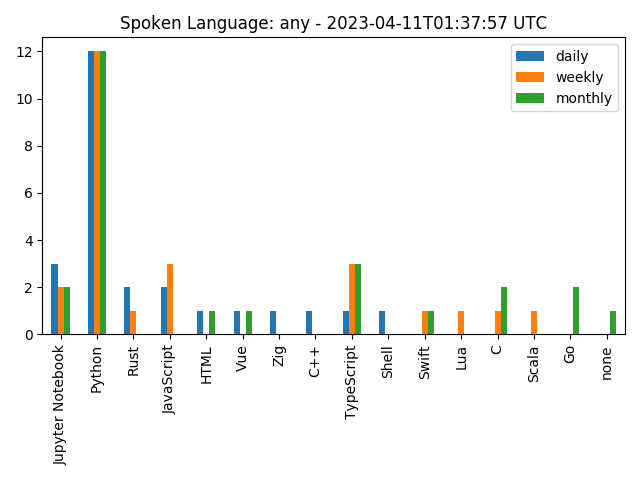 Spoken Language: any - 2023-04-11T01:37:57 UTC
daily
weekly
monthly
12
10
8
6
4
2
0
Jupyter Notebook
Python
Rust
JavaScript
HTML
Vue
Zig
C++
TypeScript
Shell
Swift
Lua
C
Scala
Go
none